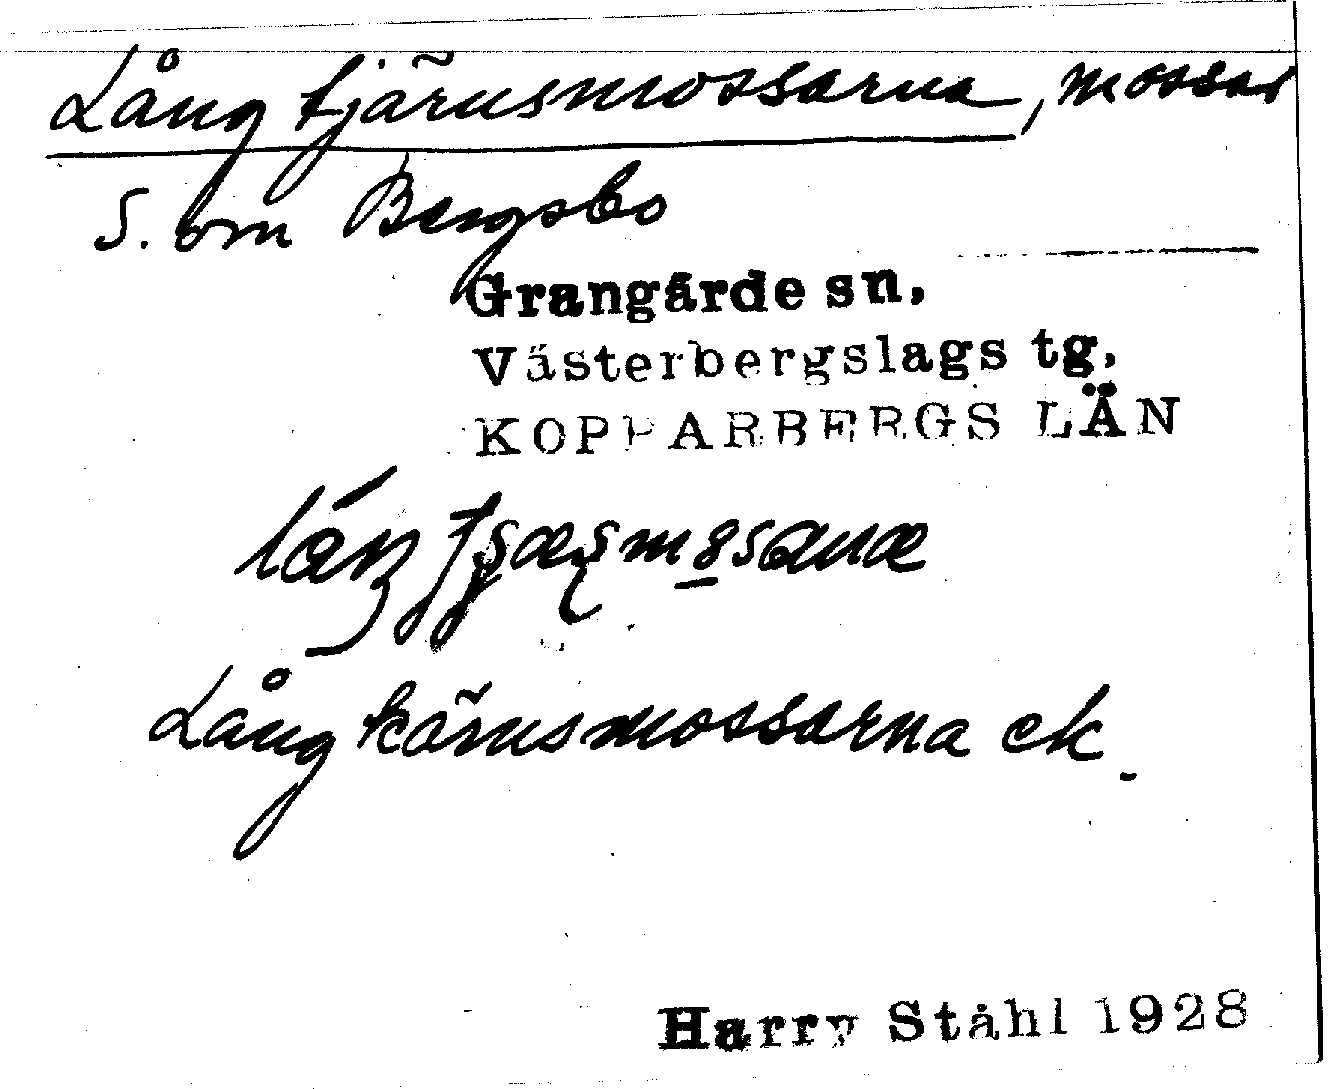 Långtjärnsmossarna, mossar
S. om Bergsbo
Grangärde sn,
Västerbergslags tg,
KOPPARBERGS LÄN
Långkärnsmossarna ek.
Harry Ståhl 1928